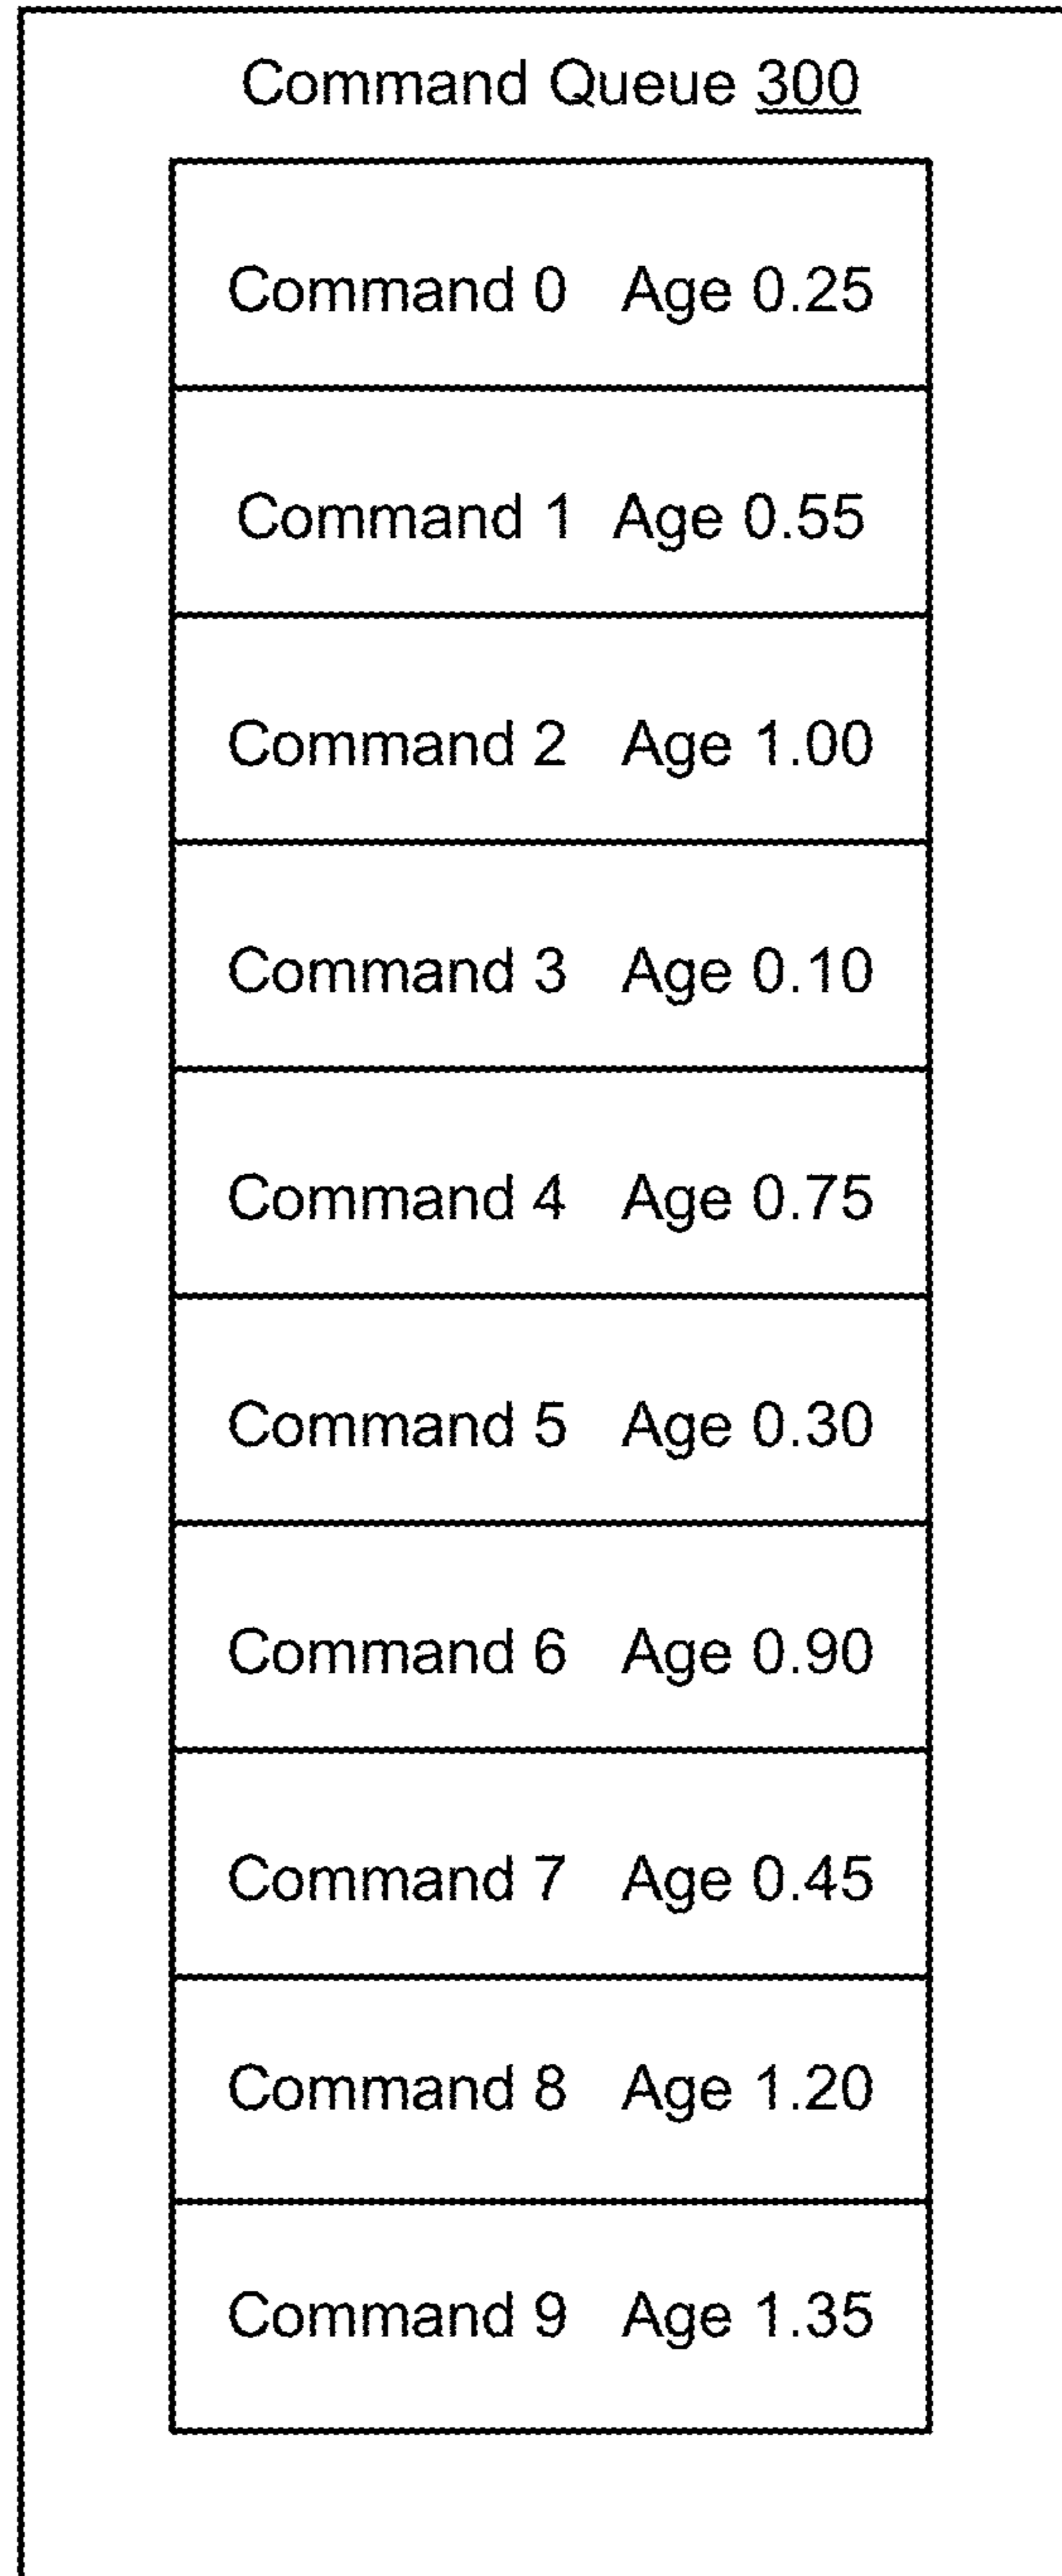 Command Queue 300
Command 0 Age 0.25
Command 1 Age 0.55
Command 2 Age 1.00
Command 3 Age 0.10
Command 4 Age 0.75
Command 5 Age 0.30
Command 6 Age 0.90
Command 7 Age 0.45
Command 8 Age 1.20
Command 9 Age 1.35